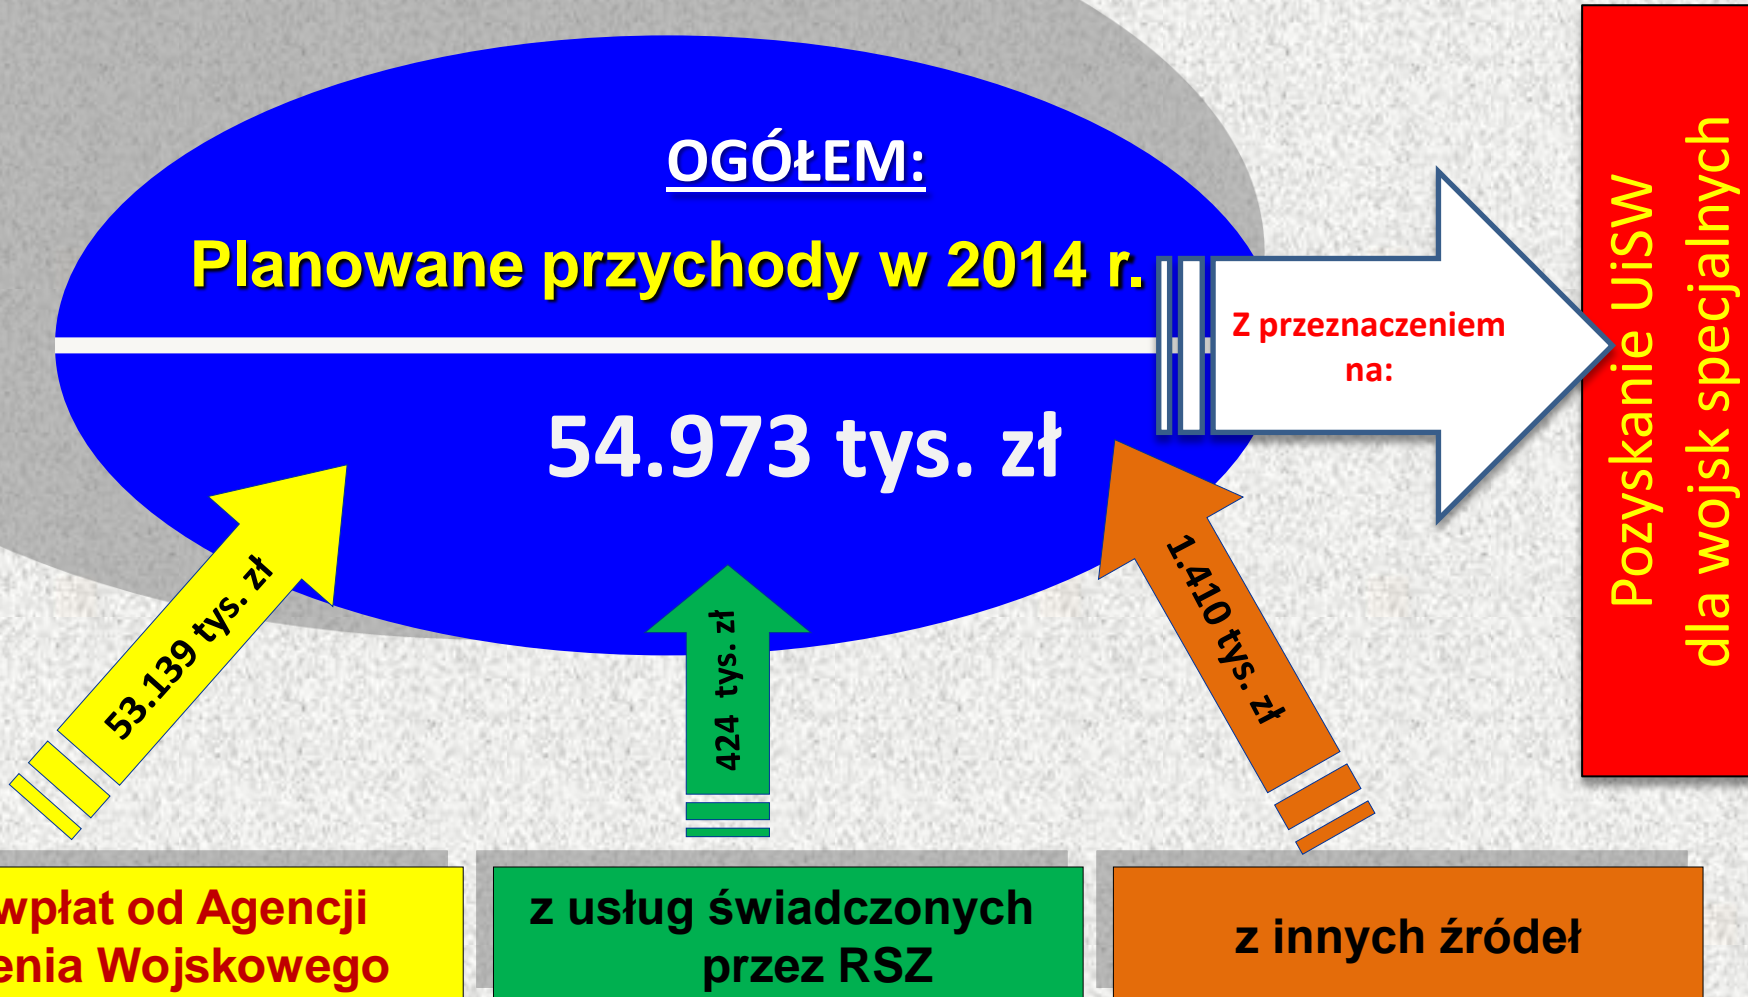 OGÓŁEM:
Planowane przychody w 2014 r.
54.973 tys. zł
Z przeznaczeniem
na:
Pozyskanie UiSW
dla wojsk specjalnych
53.139 tys. zł
424 tys. zł
1.410 tys. zł
wpłat od Agencji
enia Wojskowego
z usług świadczonych
przez RSZ
z innych źródeł